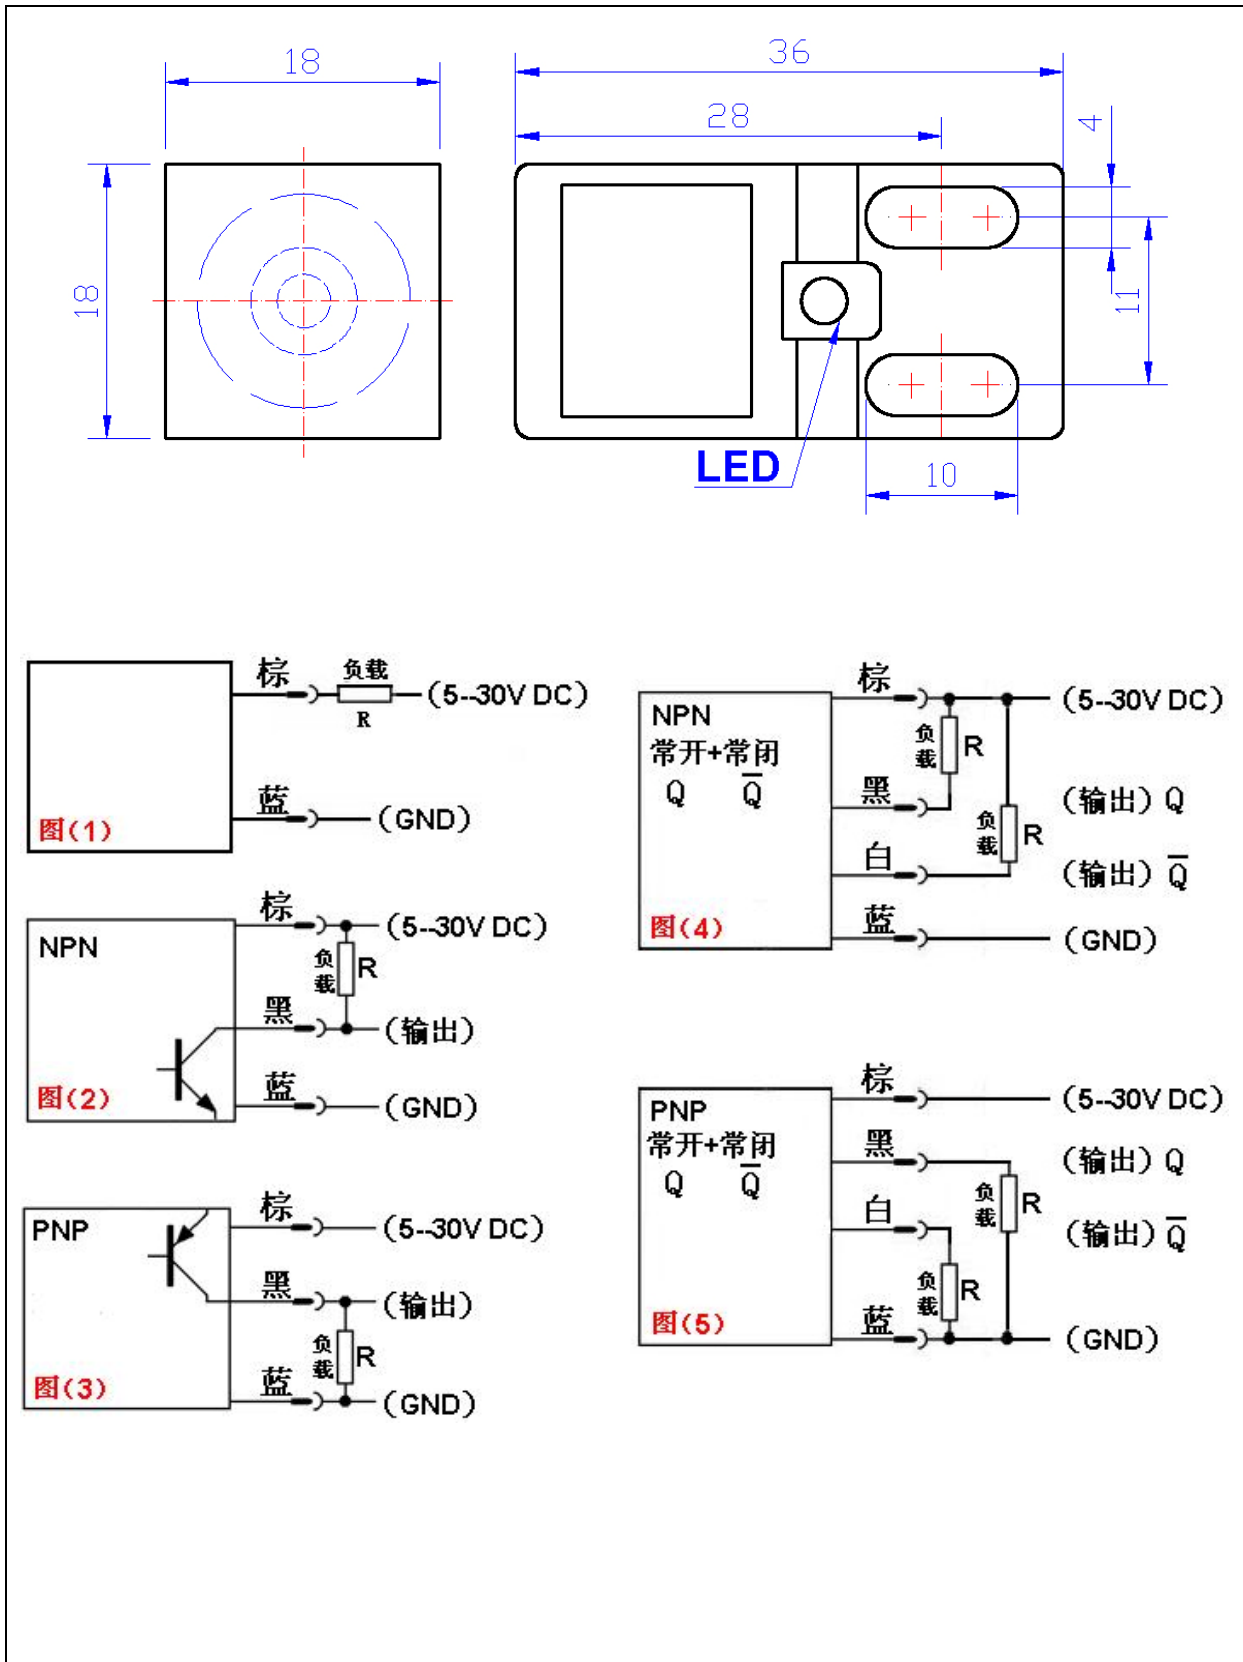 18
36
28
4
18
11
LED
10
棕
负载
R
(5--30V DC)
蓝
(GND)
图(1)
棕
(5--30V DC)
NPN
负载
R
黑
(输出)
蓝
(GND)
图(2)
棕
(5--30V DC)
PNP
黑
(输出)
负载
R
蓝
(GND)
图(3)
棕
(5--30V DC)
NPN
常开+常闭
Q Q̅
负载
R
黑
(输出) Q
负载
R
白
(输出) Q̅
蓝
(GND)
图(4)
棕
(5--30V DC)
PNP
常开+常闭
Q Q̅
黑
(输出) Q
负载
R
白
(输出) Q̅
负载
R
蓝
(GND)
图(5)